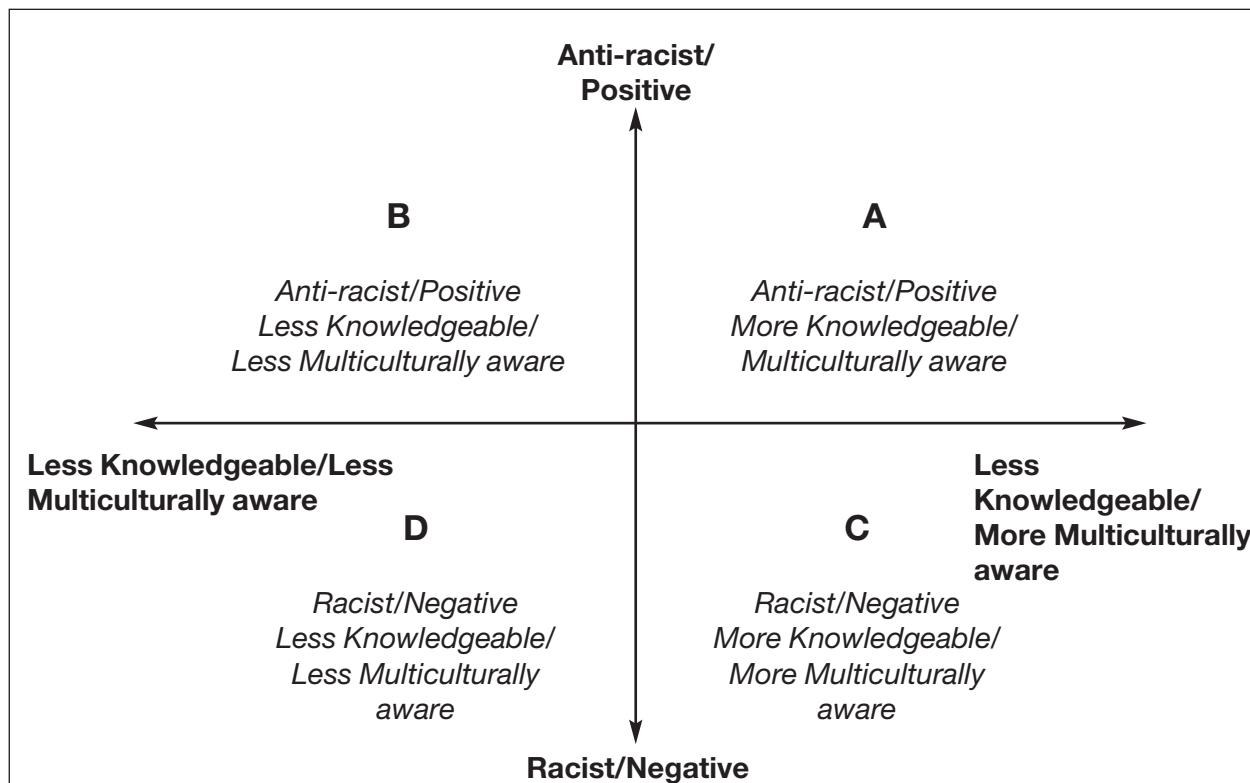 Anti-racist/
Positive
B
Anti-racist/Positive
Less Knowledgeable/
Less Multiculturally aware
A
Anti-racist/Positive
More Knowledgeable/
Multiculturally aware
Less Knowledgeable/Less
Multiculturally aware
Less
Knowledgeable/
More Multiculturally
aware
D
Racist/Negative
Less Knowledgeable/
Less Multiculturally
aware
C
Racist/Negative
More Knowledgeable/
More Multiculturally
aware
Racist/Negative